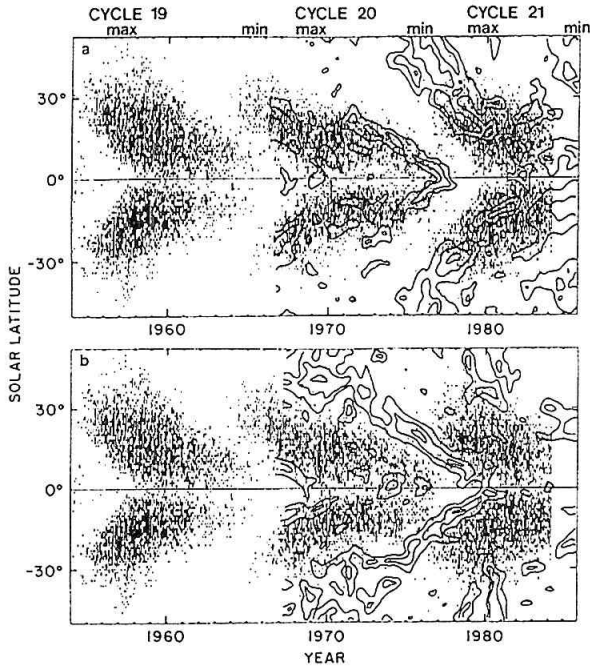 CYCLE 19 CYCLE 20 CYCLE 21
max min max min max min
a
30°
0°
-30°
1960 1970 1980
SOLAR LATITUDE
b
30°
0°
-30°
1960 1970 1980
YEAR